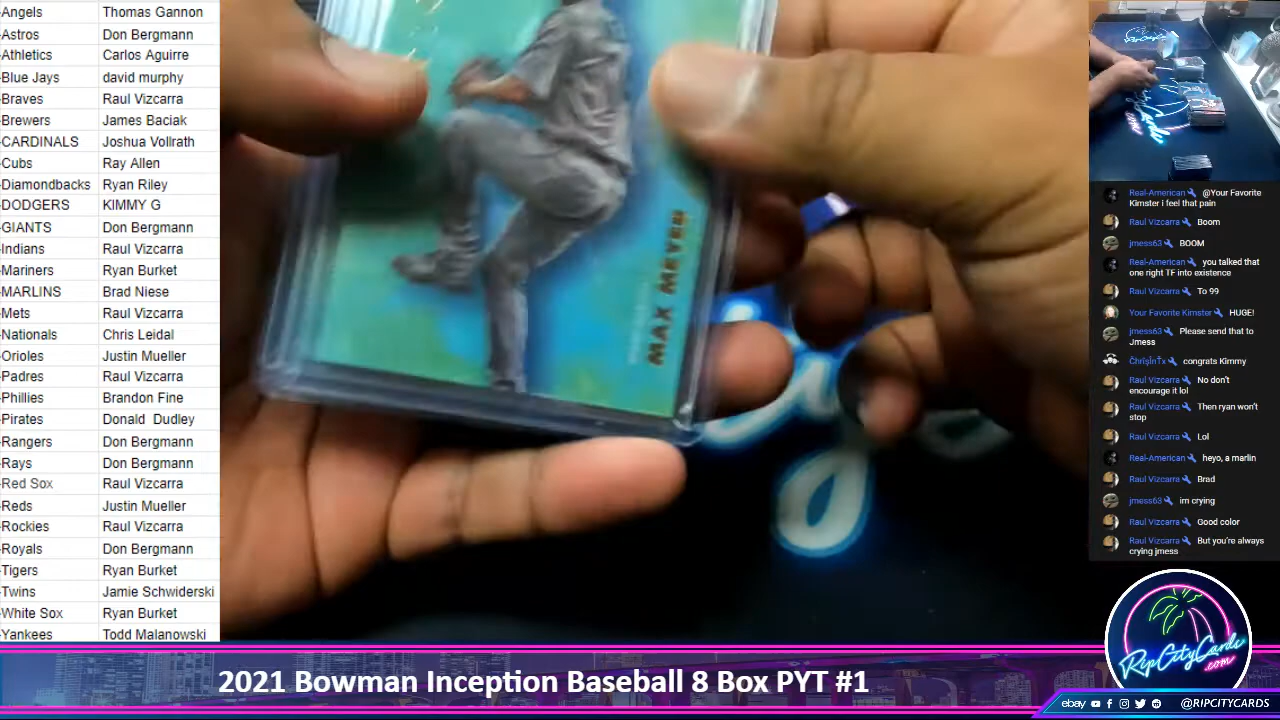 -Angels Thomas Gannon
-Astros Don Bergmann
-Athletics Carlos Aguirre
-Blue Jays david murphy
-Braves Raul Vizcarra
-Brewers James Baciak
-CARDINALS Joshua Vollrath
-Cubs Ray Allen
-Diamondbacks Ryan Riley
-DODGERS KIMMY G
-GIANTS Don Bergmann
-Indians Raul Vizcarra
-Mariners Ryan Burket
-MARLINS Brad Niese
-Mets Raul Vizcarra
-Nationals Chris Leidal
-Orioles Justin Mueller
-Padres Raul Vizcarra
-Phillies Brandon Fine
-Pirates Donald Dudley
-Rangers Don Bergmann
-Rays Don Bergmann
-Red Sox Raul Vizcarra
-Reds Justin Mueller
-Rockies Raul Vizcarra
-Royals Don Bergmann
-Tigers Ryan Burket
-Twins Jamie Schwiderski
-White Sox Ryan Burket
-Yankees Todd Malanowski
MAX MEYER
Real-American @Your Favorite
Kimster i feel that pain
Raul Vizcarra Boom
jmess63 BOOM
Real-American you talked that
one right TF into existence
Raul Vizcarra To 99
Your Favorite Kimster HUGE!
jmess63 Please send that to
Jmess
ČhrïşÍnŤx congrats Kimmy
Raul Vizcarra No don't
encourage it lol
Raul Vizcarra Then ryan won't
stop
Raul Vizcarra Lol
Real-American heyo, a marlin
Raul Vizcarra Brad
jmess63 im crying
Raul Vizcarra Good color
Raul Vizcarra But you're always
crying jmess
RipCityCards
.com
2021 Bowman Inception Baseball 8 Box PYT #1
ebay @RIPCITYCARDS